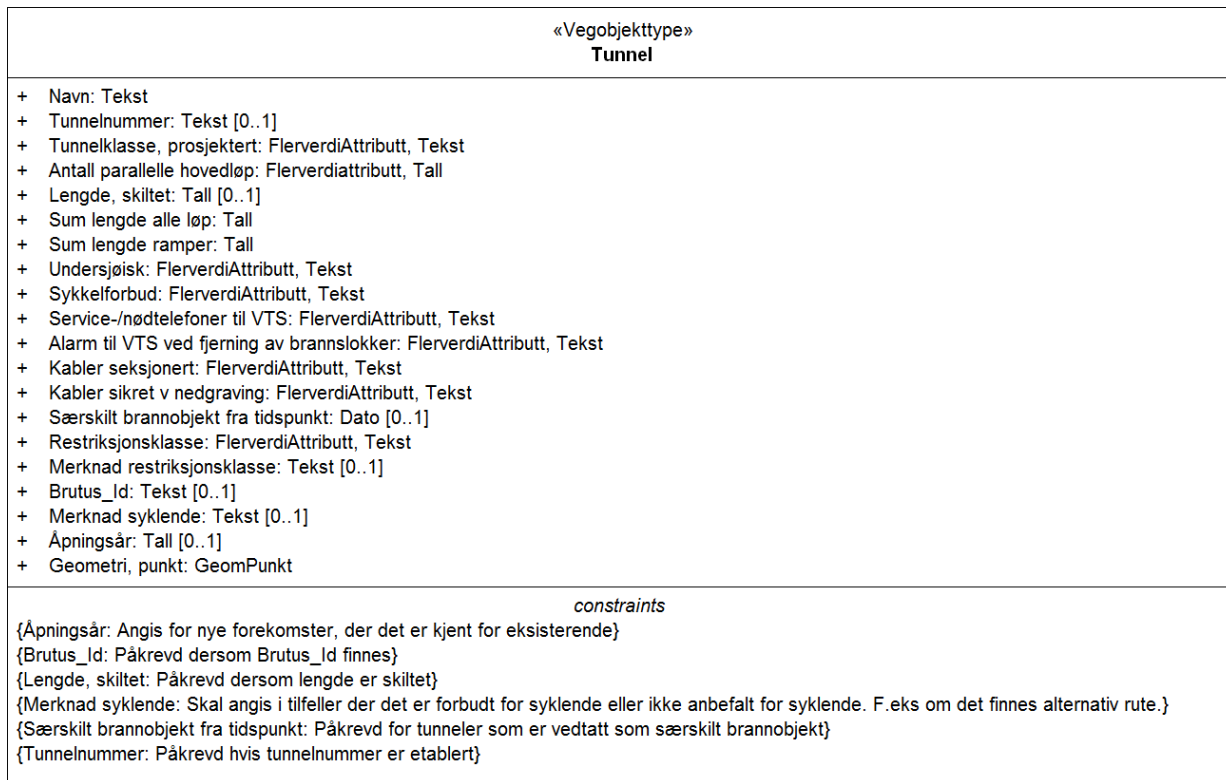 «Vegobjekttype»
Tunnel
+ Navn: Tekst
+ Tunnelnummer: Tekst [0..1]
+ Tunnelklasse, prosjektert: FlerverdiAttributt, Tekst
+ Antall parallelle hovedløp: Flerverdiattributt, Tall
+ Lengde, skiltet: Tall [0..1]
+ Sum lengde alle løp: Tall
+ Sum lengde ramper: Tall
+ Undersjøisk: FlerverdiAttributt, Tekst
+ Sykkelforbud: FlerverdiAttributt, Tekst
+ Service-/nødtelefoner til VTS: FlerverdiAttributt, Tekst
+ Alarm til VTS ved fjerning av brannslokker: FlerverdiAttributt, Tekst
+ Kabler seksjonert: FlerverdiAttributt, Tekst
+ Kabler sikret v nedgraving: FlerverdiAttributt, Tekst
+ Særskilt brannobjekt fra tidspunkt: Dato [0..1]
+ Restriksjonsklasse: FlerverdiAttributt, Tekst
+ Merknad restriksjonsklasse: Tekst [0..1]
+ Brutus_Id: Tekst [0..1]
+ Merknad syklende: Tekst [0..1]
+ Åpningsår: Tall [0..1]
+ Geometri, punkt: GeomPunkt
constraints
{Åpningsår: Angis for nye forekomster, der det er kjent for eksisterende}
{Brutus_Id: Påkrevd dersom Brutus_Id finnes}
{Lengde, skiltet: Påkrevd dersom lengde er skiltet}
{Merknad syklende: Skal angis i tilfeller der det er forbudt for syklende eller ikke anbefalt for syklende. F.eks om det finnes alternativ rute.}
{Særskilt brannobjekt fra tidspunkt: Påkrevd for tunneler som er vedtatt som særskilt brannobjekt}
{Tunnelnummer: Påkrevd hvis tunnelnummer er etablert}